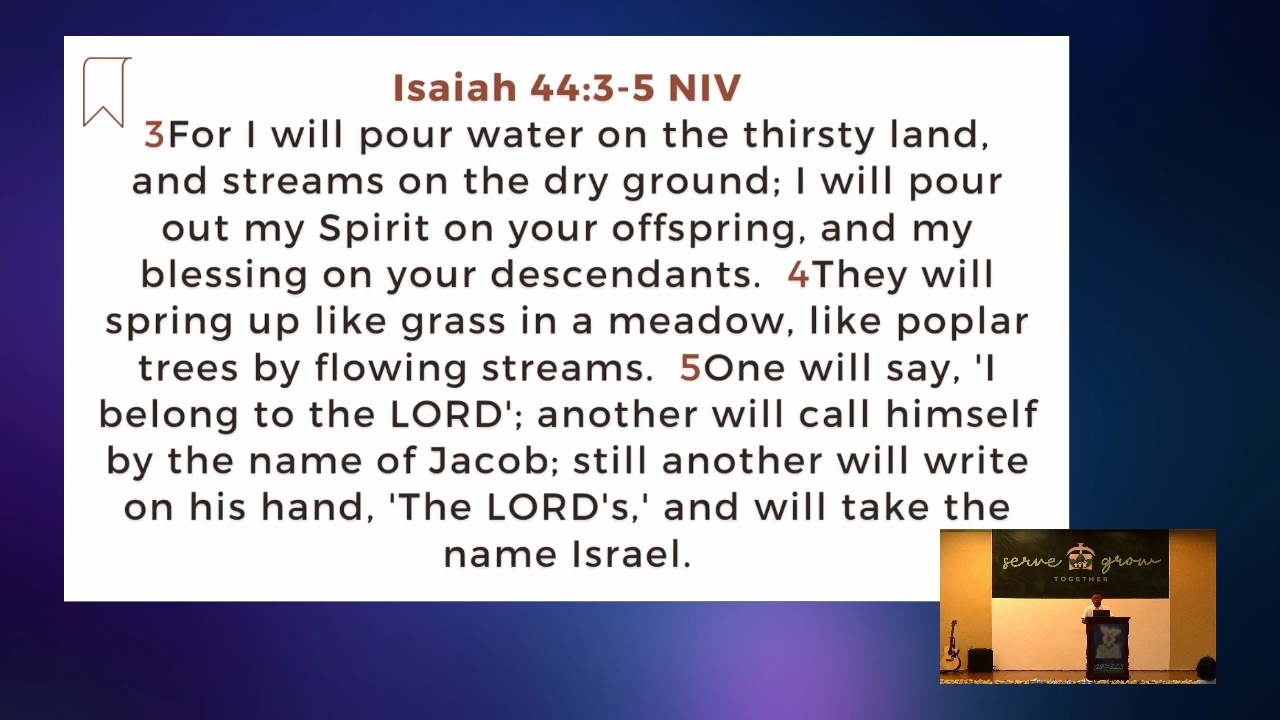 Isaiah 44:3-5 NIV
3For I will pour water on the thirsty land,
and streams on the dry ground; I will pour
out my Spirit on your offspring, and my
blessing on your descendants. 4They will
spring up like grass in a meadow, like poplar
trees by flowing streams. 5One will say, 'I
belong to the LORD'; another will call himself
by the name of Jacob; still another will write
on his hand, 'The LORD's,' and will take the
name Israel.
serve grow
TOGETHER